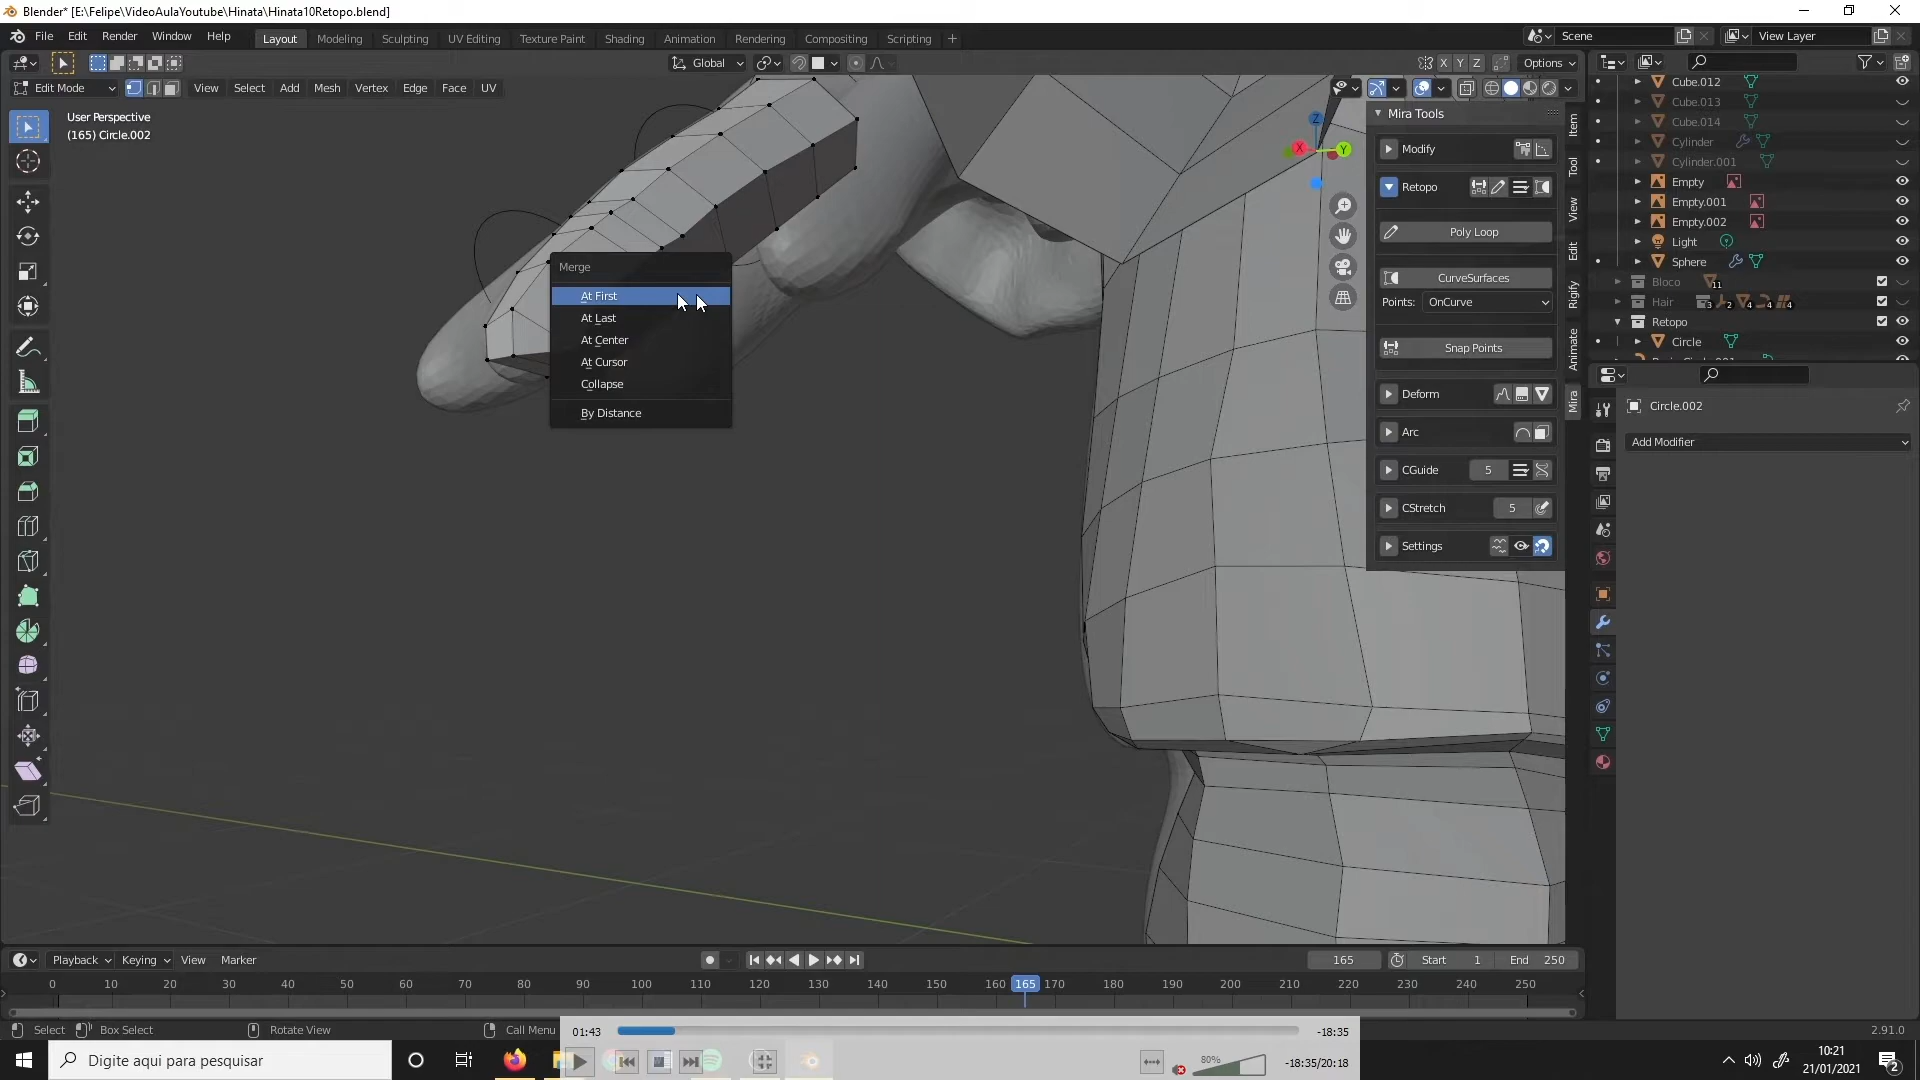 Blender* [E:\Felipe\VideoAulaYoutube\Hinata\Hinata10Retopo.blend]
File Edit Render Window Help Layout Modeling Sculpting UV Editing Texture Paint Shading Animation Rendering Compositing Scripting + Scene View Layer
Global X Y Z Options
Edit Mode View Select Add Mesh Vertex Edge Face UV
User Perspective
(165) Circle.002
Merge
At First
At Last
At Center
At Cursor
Collapse
By Distance
Z
X
Y
Mira Tools
Modify
Retopo
Poly Loop
CurveSurfaces
Points: OnCurve
Snap Points
Deform
Arc
CGuide 5
CStretch 5
Settings
Item
Tool
View
Edit
Rigify
Animate
Mira
Cube.012
Cube.013
Cube.014
Cylinder
Cylinder.001
Empty
Empty.001
Empty.002
Light
Sphere
Bloco 11
Hair 3 2 4 4 4
Retopo
Circle
Circle.002
Add Modifier
Playback Keying View Marker 165 Start 1 End 250
0 10 20 30 40 50 60 70 80 90 100 110 120 130 140 150 160 165 170 180 190 200 210 220 230 240 250
Select Box Select Rotate View Call Menu 2.91.0
01:43 -18:35
Digite aqui para pesquisar
80% -18:35/20:18
10:21
21/01/2021
2